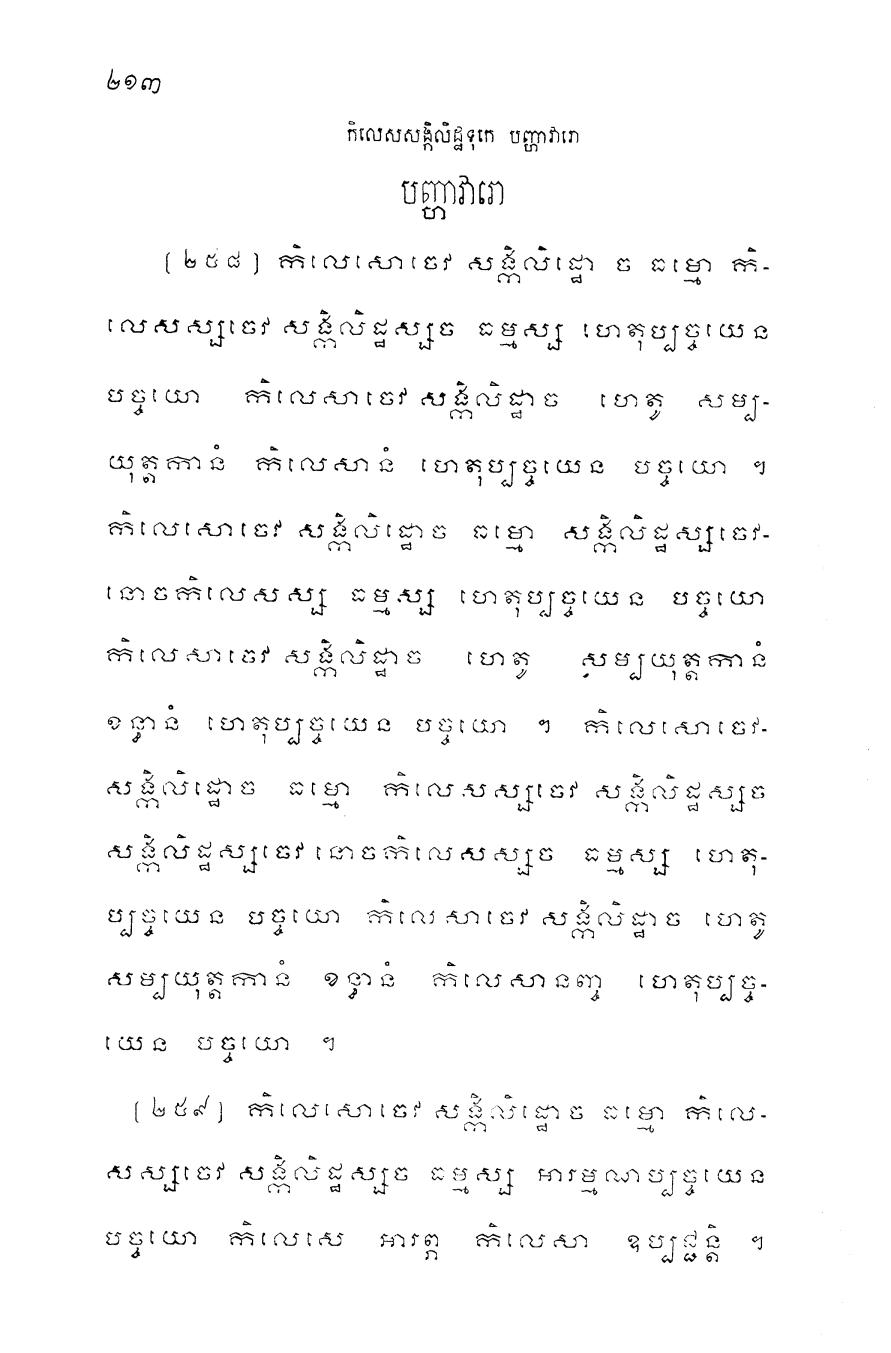 ២១៣
កិលេសសង្កិលិដ្ឋទុកេ បញ្ហាវារោ
បញ្ហាវារោ
[២៥៨] កិលេសោចេវ សង្កិលិដ្ឋោ ច ធម្មោ កិ-
លេសស្សចេវ សង្កិលិដ្ឋស្សច ធម្មស្ស ហេតុប្បច្ចយេន
បច្ចយោ កិលេសាចេវ សង្កិលិដ្ឋាច ហេតូ សម្ប-
យុត្តកានំ កិលេសានំ ហេតុប្បច្ចយេន បច្ចយោ ។
កិលេសោចេវ សង្កិលិដ្ឋោច ធម្មោ សង្កិលិដ្ឋស្សចេវ-
នោចកិលេសស្ស ធម្មស្ស ហេតុប្បច្ចយេន បច្ចយោ
កិលេសាចេវ សង្កិលិដ្ឋាច ហេតូ សម្បយុត្តកានំ
ខន្ធានំ ហេតុប្បច្ចយេន បច្ចយោ ។ កិលេសោចេវ-
សង្កិលិដ្ឋោច ធម្មោ កិលេសស្សចេវ សង្កិលិដ្ឋស្សច
សង្កិលិដ្ឋស្សចេវ នោចកិលេសស្សច ធម្មស្ស ហេតុ-
ប្បច្ចយេន បច្ចយោ កិលេសាចេវ សង្កិលិដ្ឋាច ហេតូ
សម្បយុត្តកានំ ខន្ធានំ កិលេសានញ្ច ហេតុប្បច្ច-
យេន បច្ចយោ ។
[២៥៩] កិលេសោចេវ សង្កិលិដ្ឋោច ធម្មោ កិលេ-
សស្សចេវ សង្កិលិដ្ឋស្សច ធម្មស្ស អារម្មណប្បច្ចយេន
បច្ចយោ កិលេសេ អារព្ភ កិលេសា ឧប្បជ្ជន្តិ ។